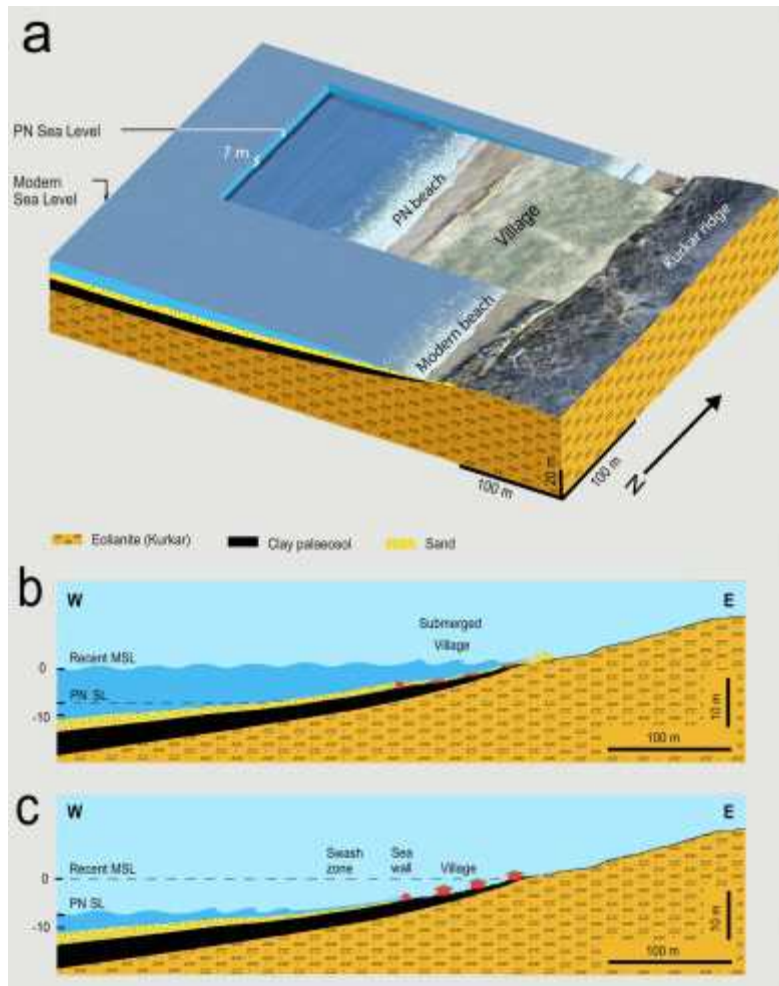 a
PN Sea Level
7 m
Modern
Sea Level
PN beach
Village
Kurkar ridge
Modern beach
100 m
20 m
100 m
N
Eolianite (Kurkar)
Clay palaeosol
Sand
b
W
E
Submerged
Village
Recent MSL
0
PN SL
-10
10 m
100 m
c
W
E
Swash
zone
Sea
wall
Village
Recent MSL
0
PN SL
-10
10 m
100 m